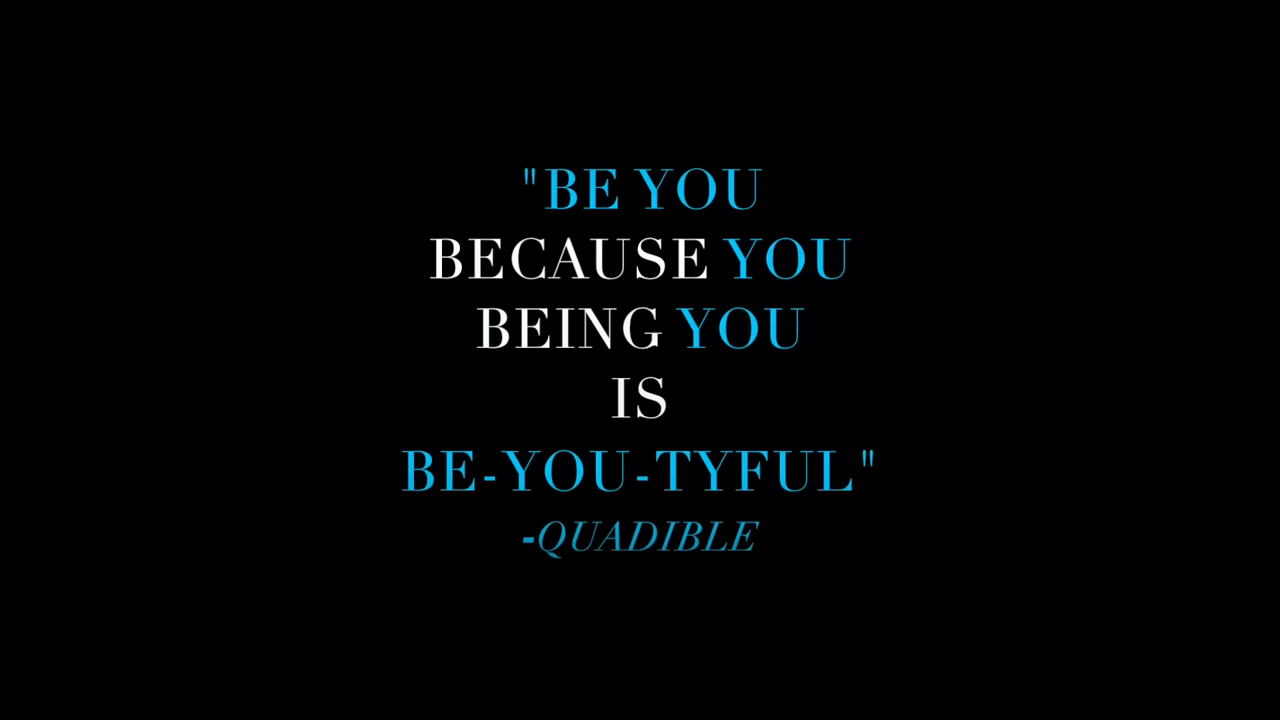 "BE YOU
BECAUSE YOU
BEING YOU
IS
BE-YOU-TYFUL"
-QUADIBLE